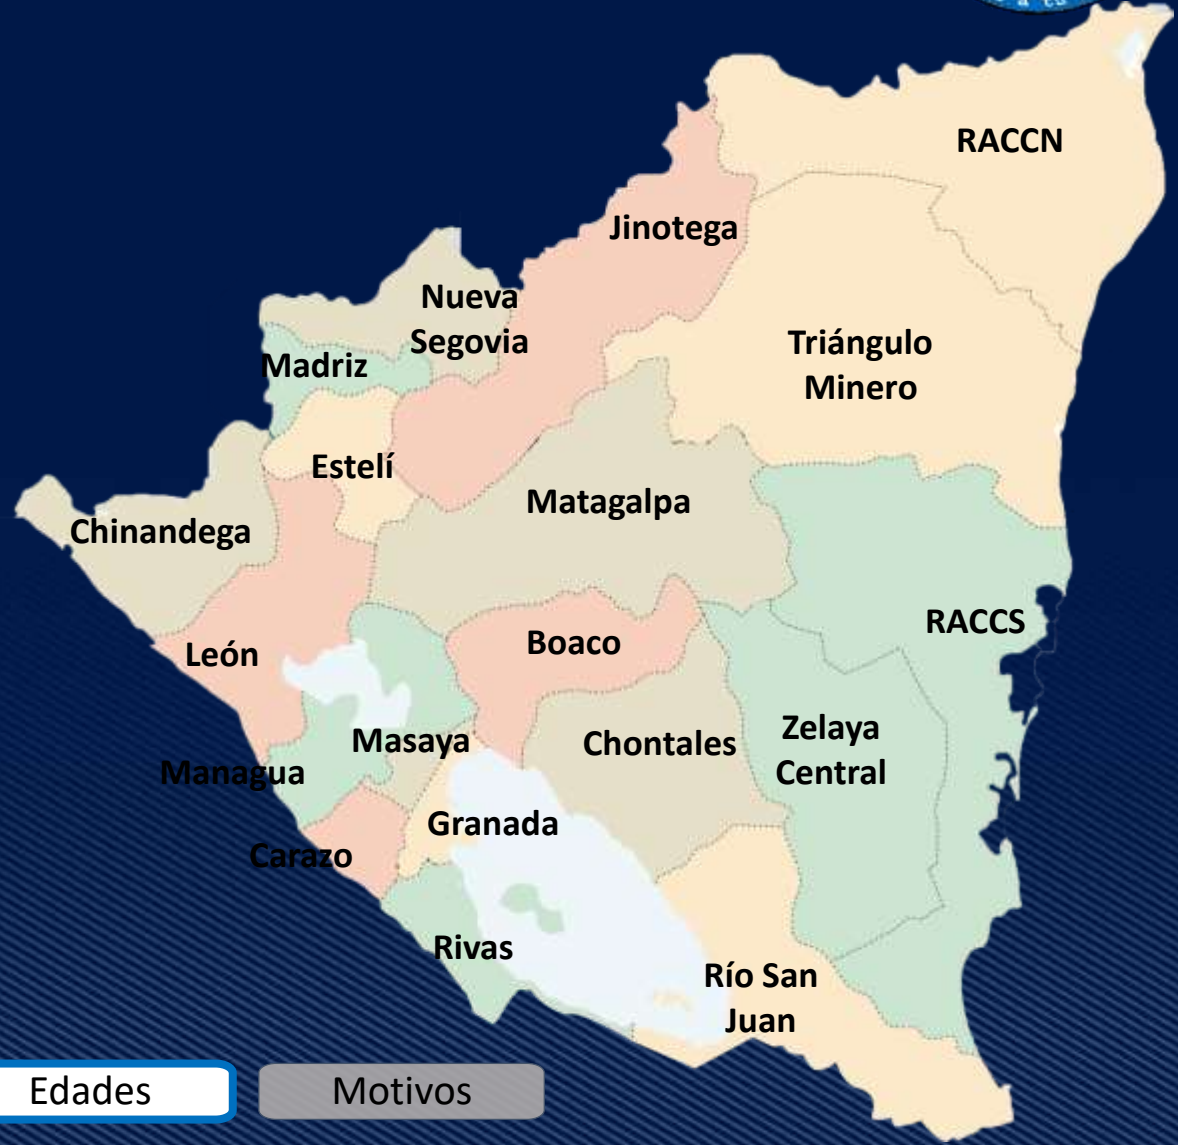 RACCN
Jinotega
Nueva
Segovia
Triángulo
Minero
Madriz
Estelí
Matagalpa
Chinandega
RACCS
Boaco
León
Zelaya
Central
Masaya
Chontales
Managua
Granada
Carazo
Rivas
Río San
Juan
Edades
Motivos